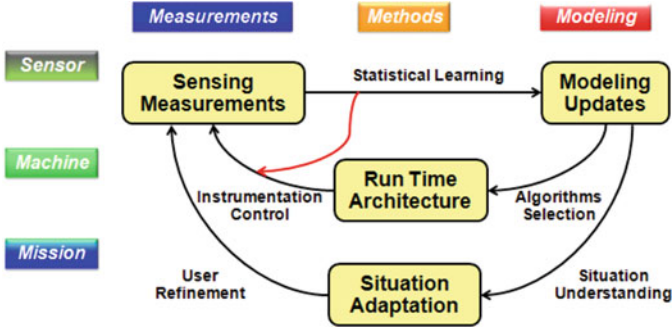 Measurements
Methods
Modeling
Sensor
Sensing
Measurements
Statistical Learning
Modeling
Updates
Machine
Instrumentation
Control
Run Time
Architecture
Algorithms
Selection
Mission
User
Refinement
Situation
Adaptation
Situation
Understanding